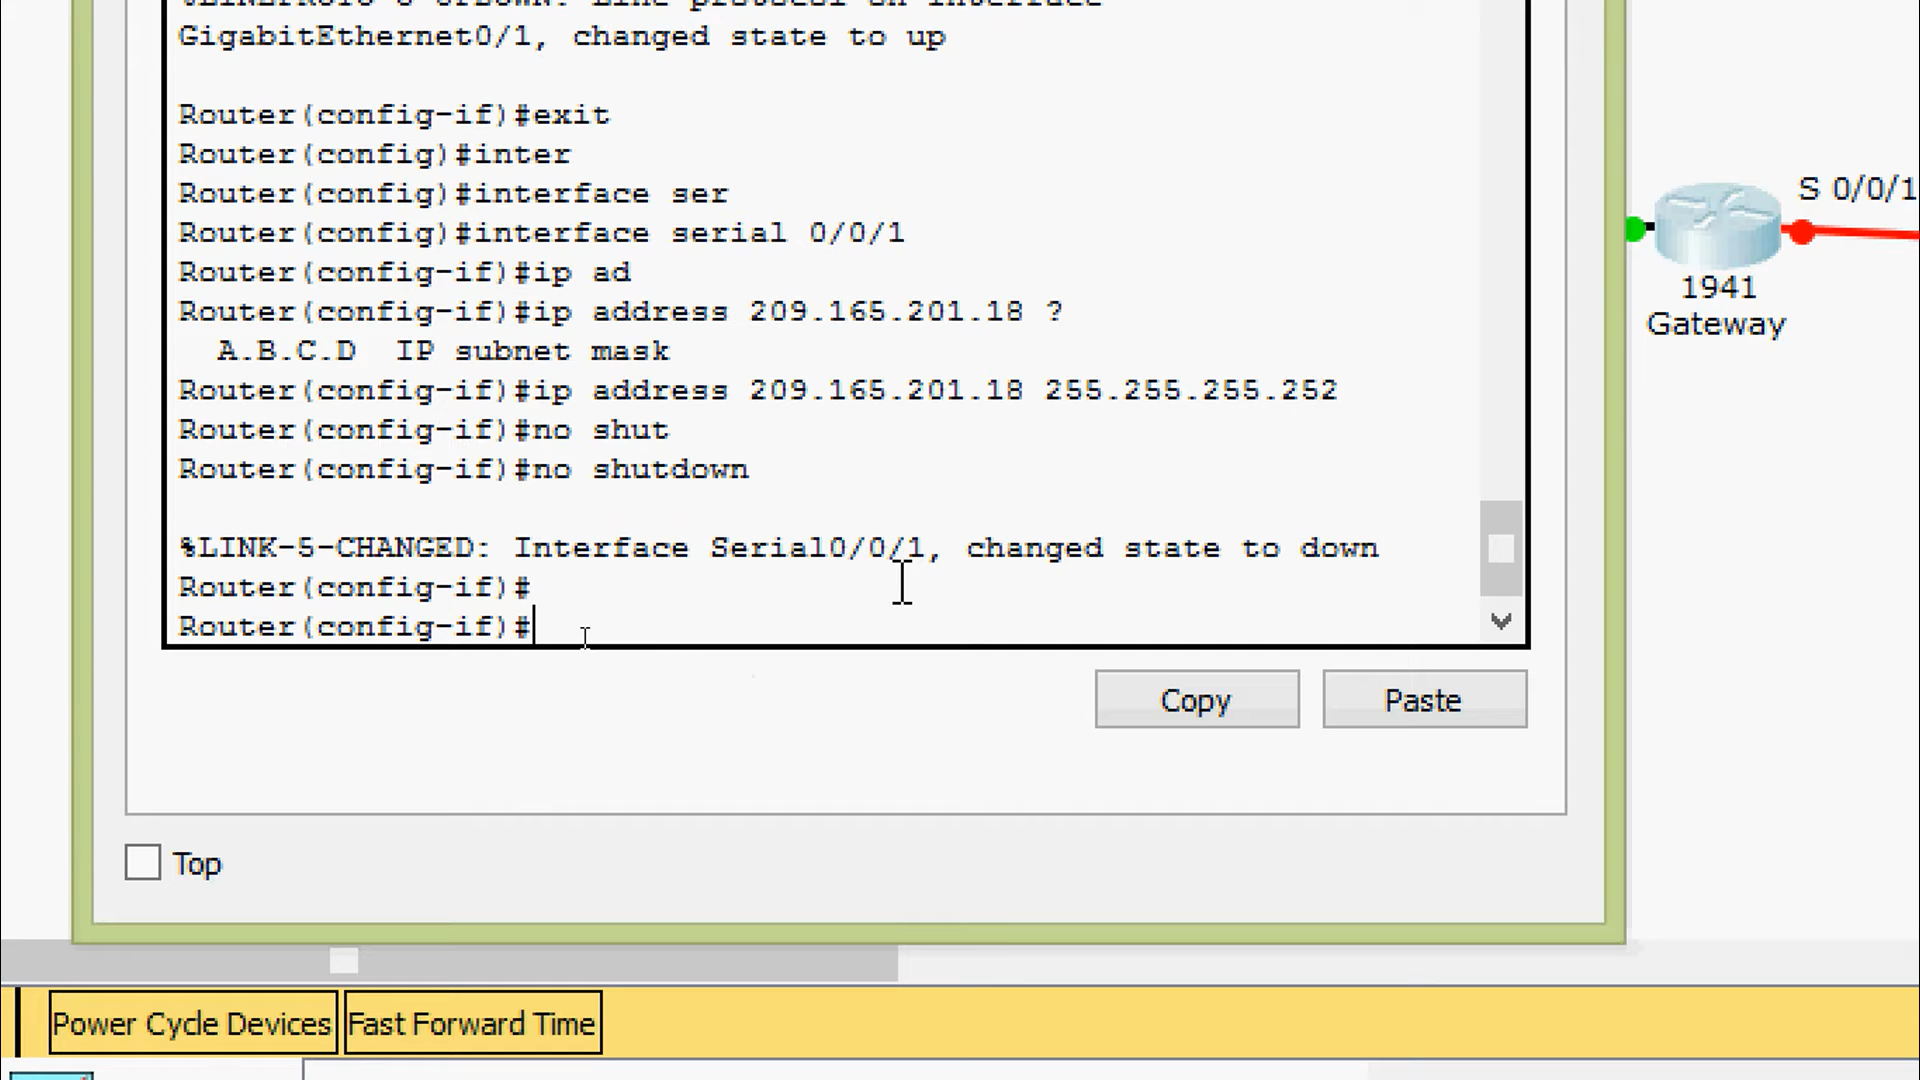 GigabitEthernet0/1, changed state to up
Router(config-if)#exit
Router(config)#inter
Router(config)#interface ser
Router(config)#interface serial 0/0/1
Router(config-if)#ip ad
Router(config-if)#ip address 209.165.201.18 ?
A.B.C.D IP subnet mask
Router(config-if)#ip address 209.165.201.18 255.255.255.252
Router(config-if)#no shut
Router(config-if)#no shutdown
%LINK-5-CHANGED: Interface Serial0/0/1, changed state to down
Router(config-if)#
Router(config-if)#
Copy
Paste
Top
S 0/0/1
1941
Gateway
Power Cycle Devices
Fast Forward Time